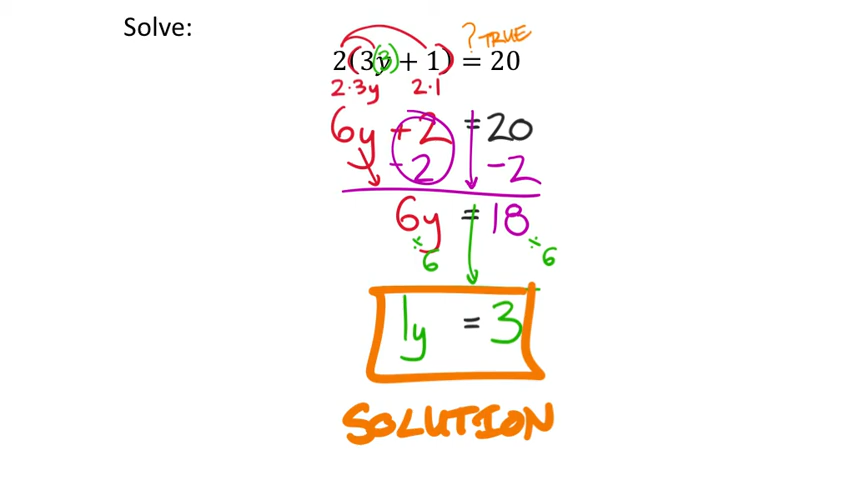 Solve:
? TRUE
2(3y(3) + 1) = 20
2·3y 2·1
6y + 2 = 20
- 2 - 2
6y = 18
÷6 ÷6
1y = 3
SOLUTION